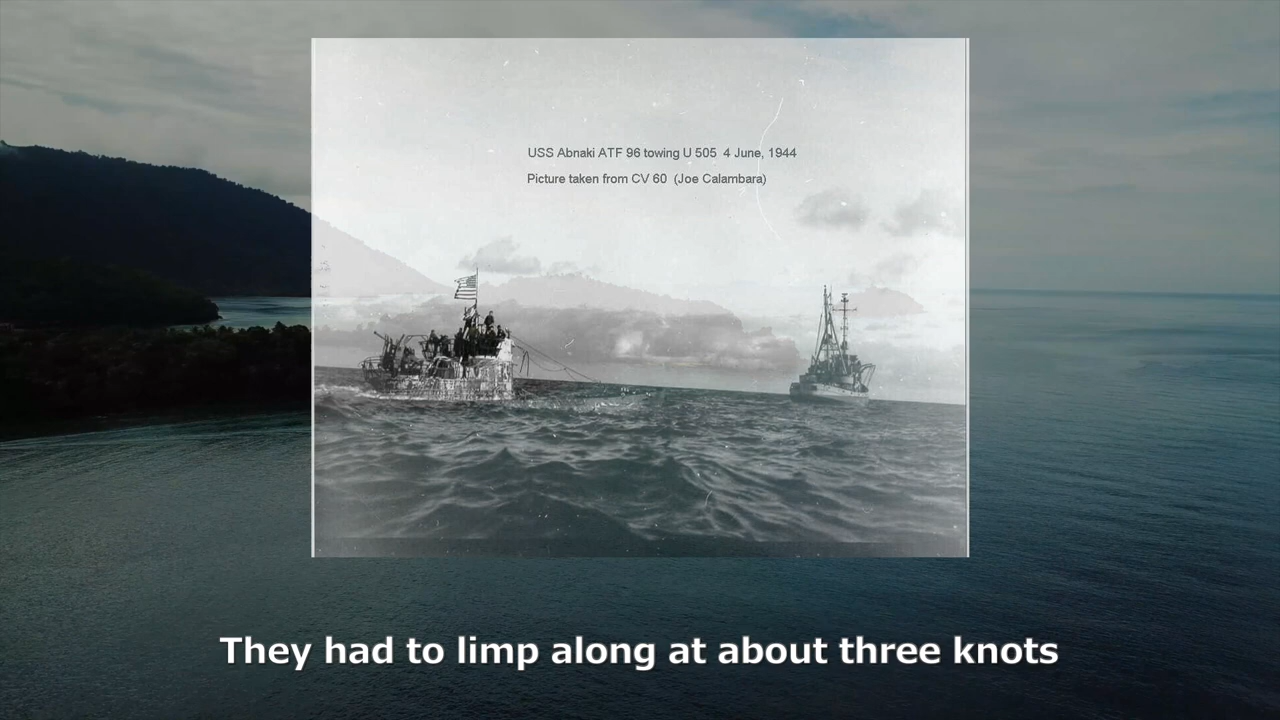 USS Abnaki ATF 96 towing U 505 4 June, 1944
Picture taken from CV 60 (Joe Calambara)
They had to limp along at about three knots